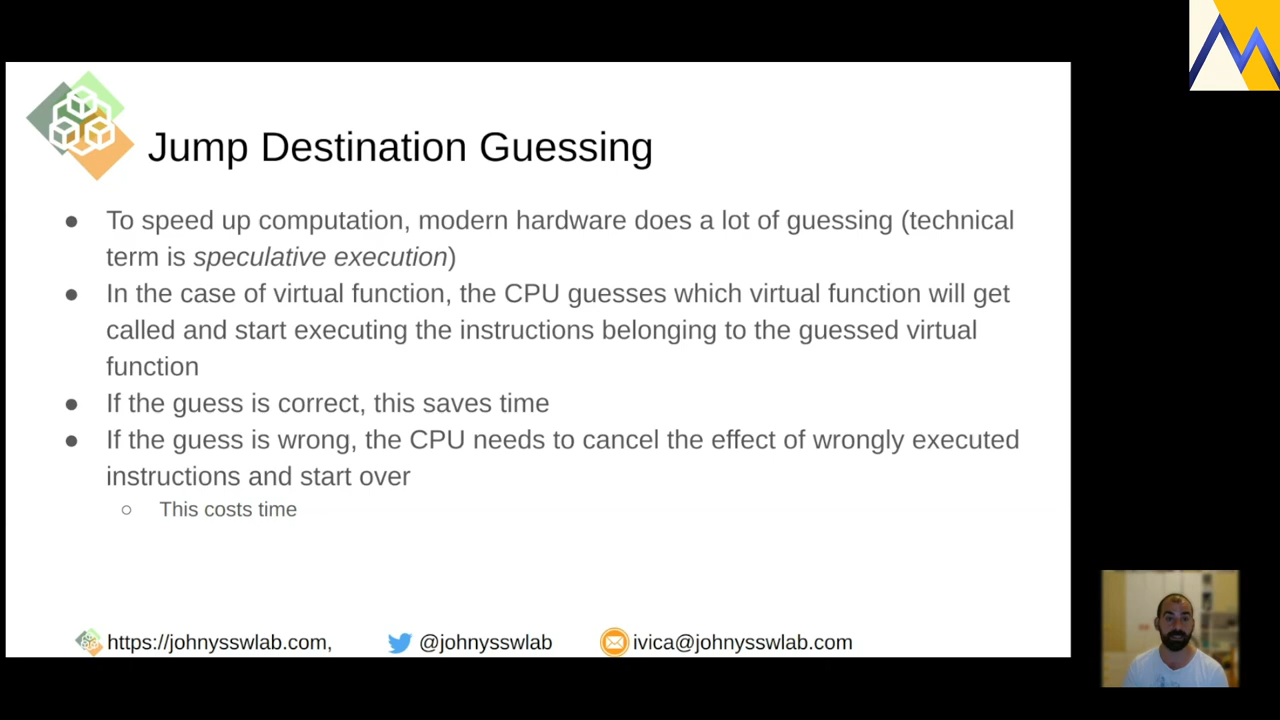 Jump Destination Guessing
● To speed up computation, modern hardware does a lot of guessing (technical
term is speculative execution)
● In the case of virtual function, the CPU guesses which virtual function will get
called and start executing the instructions belonging to the guessed virtual
function
● If the guess is correct, this saves time
● If the guess is wrong, the CPU needs to cancel the effect of wrongly executed
instructions and start over
○ This costs time
https://johnysswlab.com, @johnysswlab ivica@johnysswlab.com